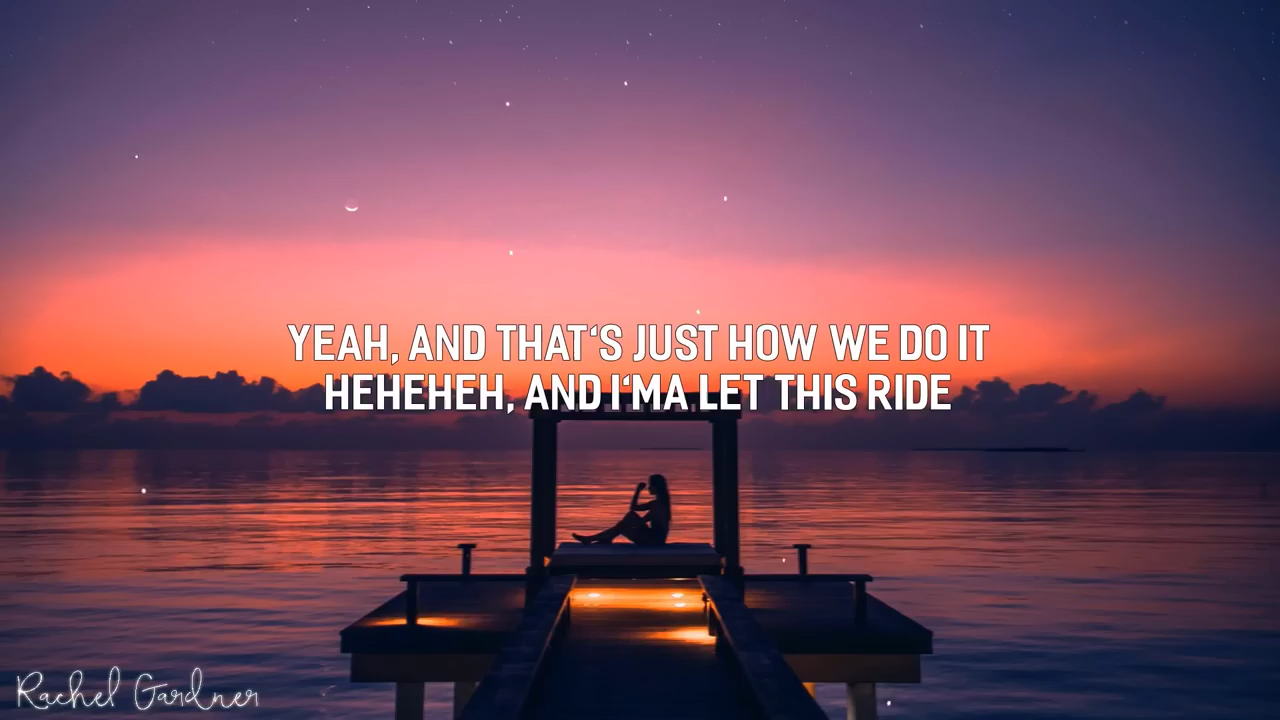 YEAH, AND THAT‘S JUST HOW WE DO IT
HEHEHEH, AND I‘MA LET THIS RIDE
Rachel Gardner